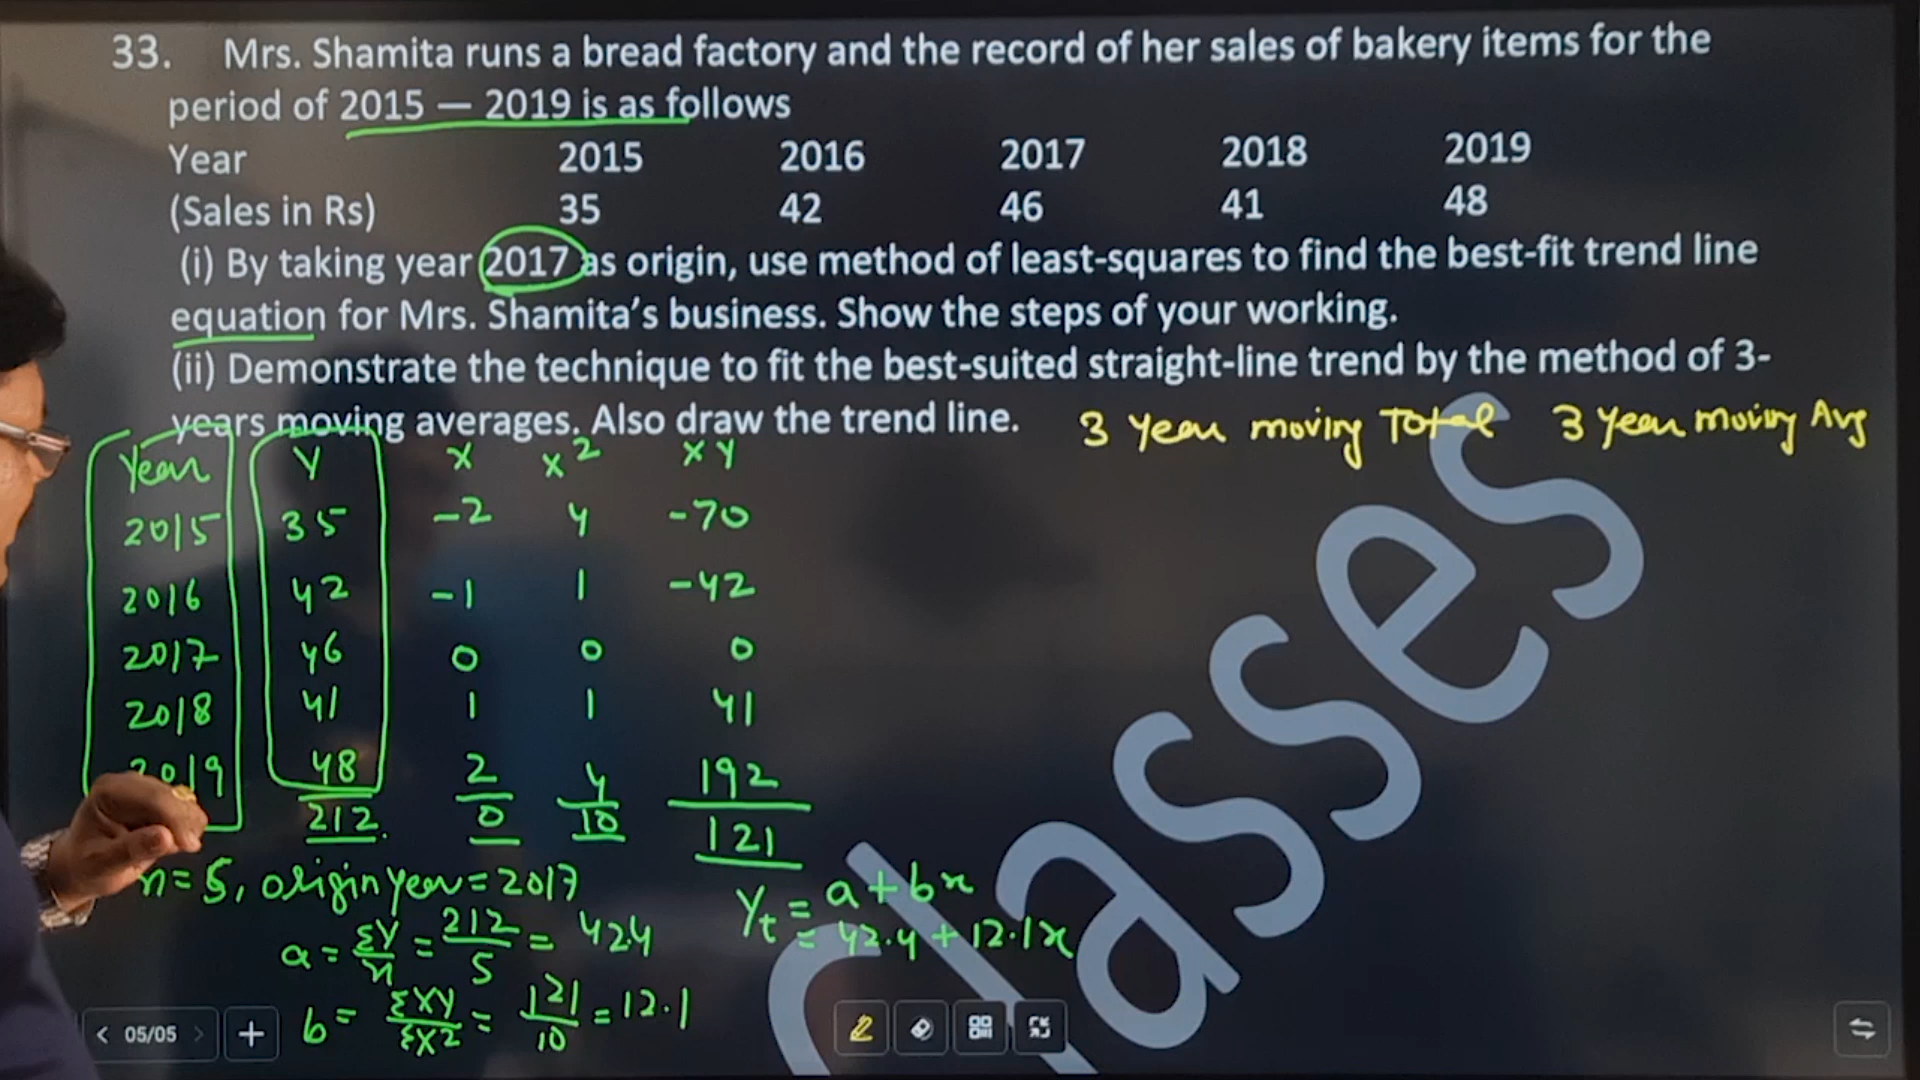 33. Mrs. Shamita runs a bread factory and the record of her sales of bakery items for the
period of 2015 — 2019 is as follows
Year 2015 2016 2017 2018 2019
(Sales in Rs) 35 42 46 41 48
(i) By taking year 2017 as origin, use method of least-squares to find the best-fit trend line
equation for Mrs. Shamita's business. Show the steps of your working.
(ii) Demonstrate the technique to fit the best-suited straight-line trend by the method of 3-
years moving averages. Also draw the trend line.
3 Year moving Total 3 Year moving Avg
Year Y X X² XY
2015 35 -2 4 -70
2016 42 -1 1 -42
2017 46 0 0 0
2018 41 1 1 41
2019 48 2 4 192
212 0 10 121
n=5, origin year = 2017
a = ΣY/n = 212/5 = 42.4
b = ΣXY/ΣX2 = 121/10 = 12.1
Yt = a+bx
= 42.4 + 12.1x
Classes
< 05/05 > +